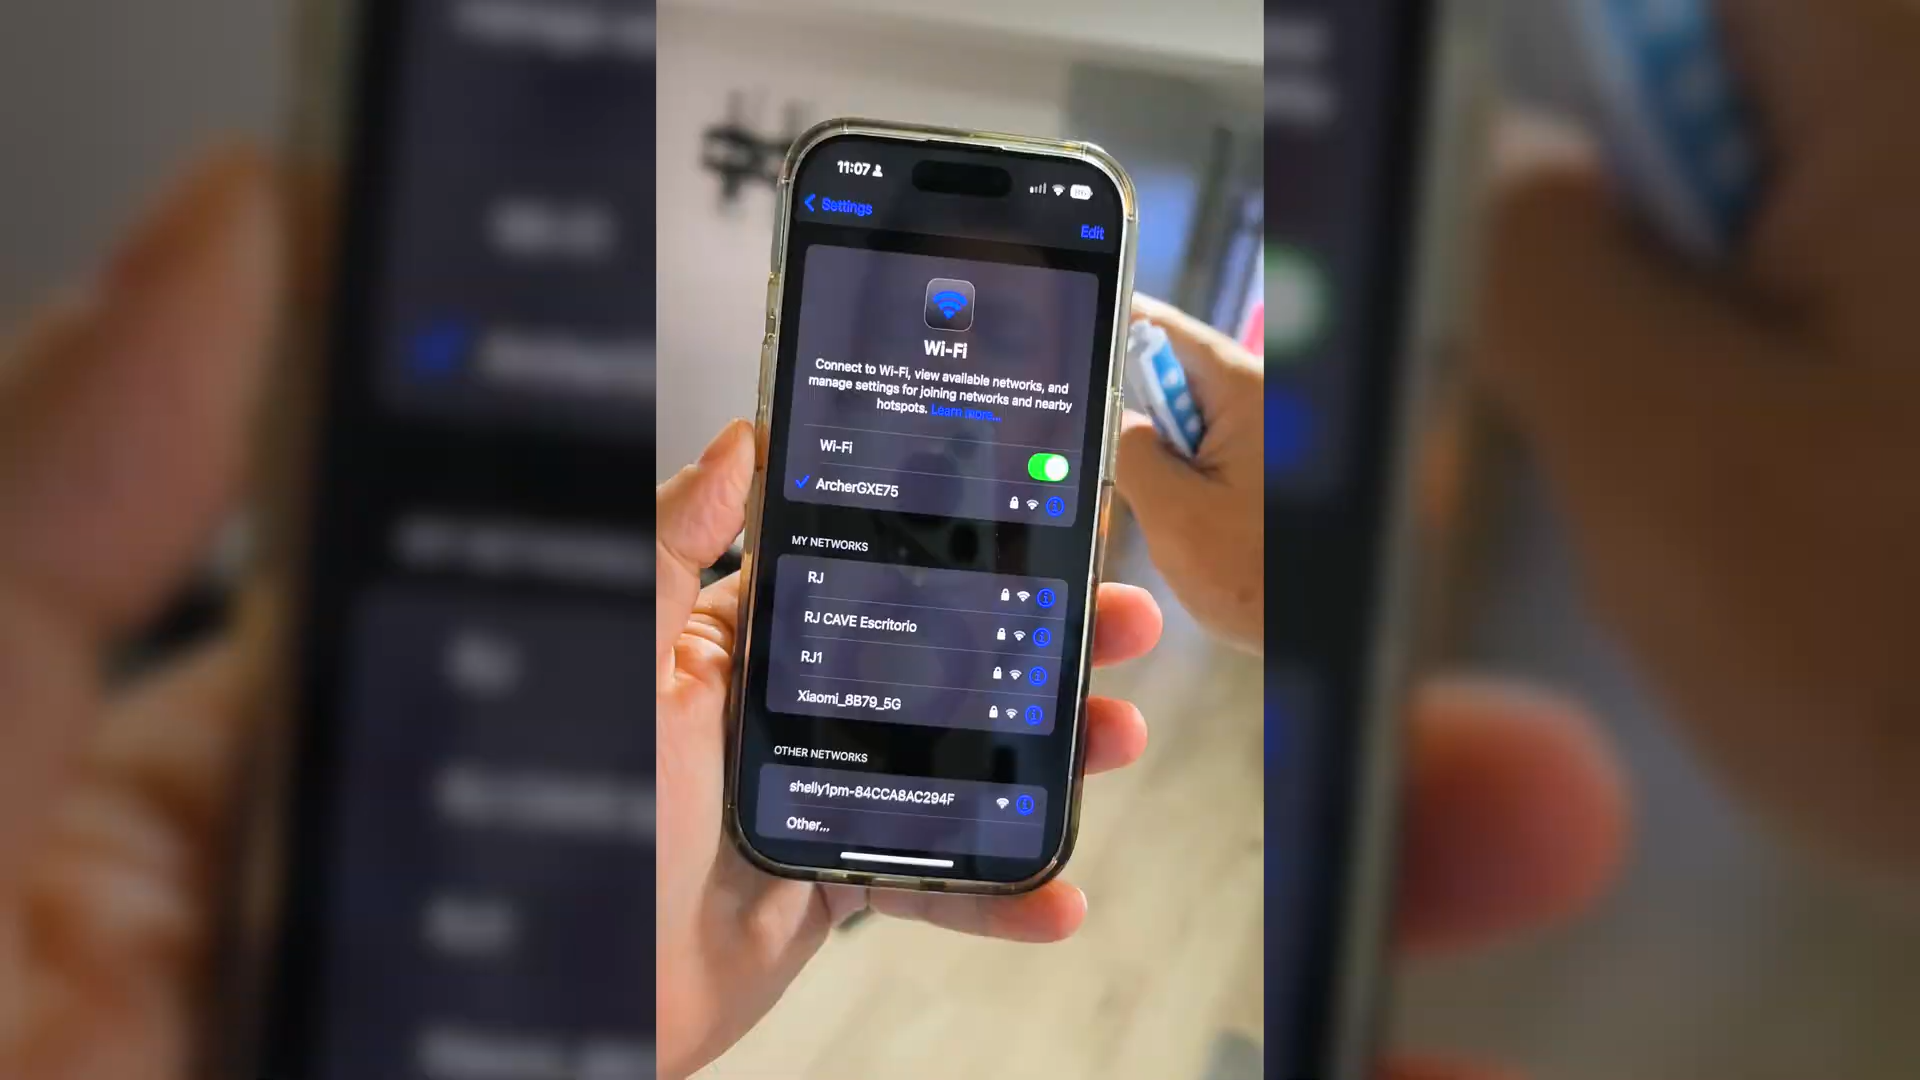 11:07
Settings
Edit
Wi-Fi
Connect to Wi-Fi, view available networks, and
manage settings for joining networks and nearby
hotspots. Learn more...
Wi-Fi
ArcherGXE75
MY NETWORKS
RJ
RJ CAVE Escritorio
RJ1
Xiaomi_8B79_5G
OTHER NETWORKS
shelly1pm-84CCA8AC294F
Other...